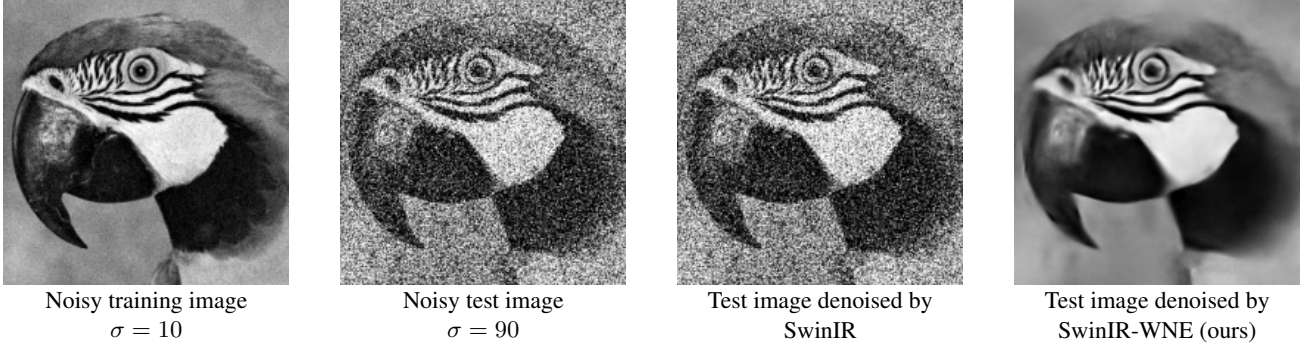 Noisy training image
σ = 10
Noisy test image
σ = 90
Test image denoised by
SwinIR
Test image denoised by
SwinIR-WNE (ours)